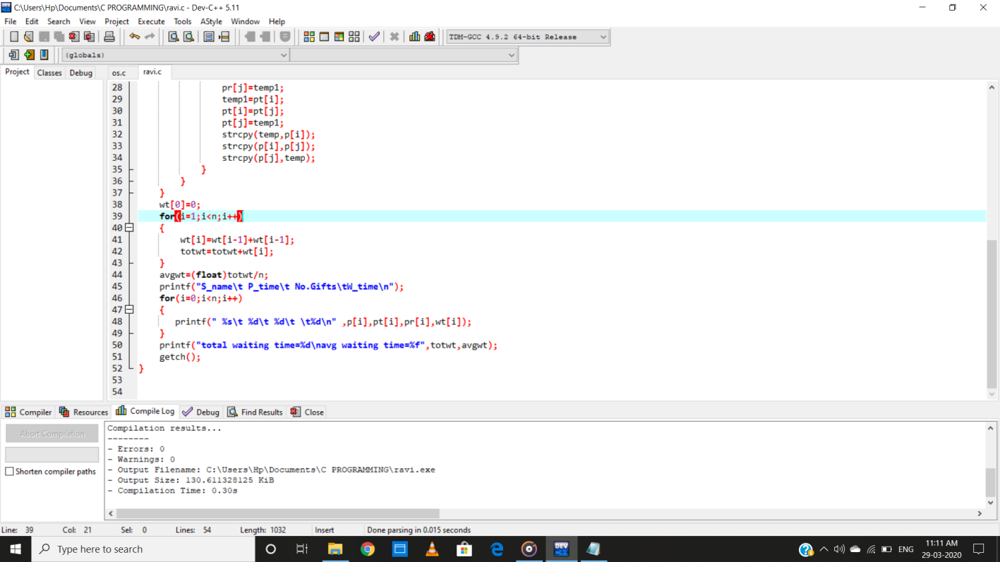 C:\Users\Hp\Documents\C PROGRAMMING\ravi.c - Dev-C++ 5.11
File Edit Search View Project Execute Tools AStyle Window Help
TDM-GCC 4.9.2 64-bit Release
(globals)
Project Classes Debug os.c ravi.c
28 pr[j]=temp1;
29 temp1=pt[i];
30 pt[i]=pt[j];
31 pt[j]=temp1;
32 strcpy(temp,p[i]);
33 strcpy(p[i],p[j]);
34 strcpy(p[j],temp);
35 }
36 }
37 }
38 wt[0]=0;
39 for(i=1;i<n;i++)
40 {
41 wt[i]=wt[i-1]+wt[i-1];
42 totwt=totwt+wt[i];
43 }
44 avgwt=(float)totwt/n;
45 printf("S_name\t P_time\t No.Gifts\tW_time\n");
46 for(i=0;i<n;i++)
47 {
48 printf(" %s\t %d\t %d\t \t%d\n" ,p[i],pt[i],pr[i],wt[i]);
49 }
50 printf("total waiting time=%d\navg waiting time=%f",totwt,avgwt);
51 getch();
52 }
53
54
Compiler Resources Compile Log Debug Find Results Close
Abort Compilation
Shorten compiler paths
Compilation results...
--------
- Errors: 0
- Warnings: 0
- Output Filename: C:\Users\Hp\Documents\C PROGRAMMING\ravi.exe
- Output Size: 130.611328125 KiB
- Compilation Time: 0.30s
Line: 39 Col: 21 Sel: 0 Lines: 54 Length: 1032 Insert Done parsing in 0.015 seconds
Type here to search
DEV
ENG
11:11 AM
29-03-2020